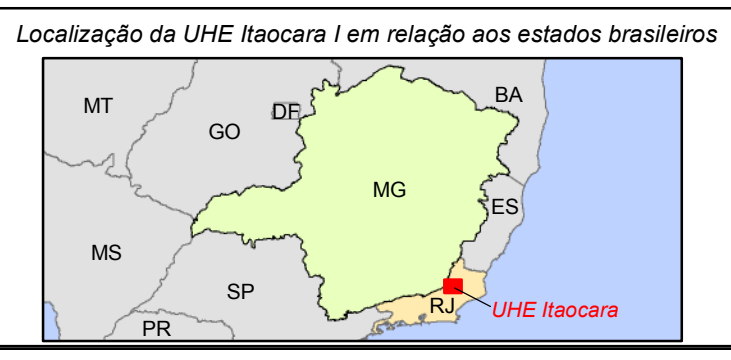 Localização da UHE Itaocara I em relação aos estados brasileiros
MT
BA
DF
GO
MG
ES
MS
SP
RJ
UHE Itaocara
PR